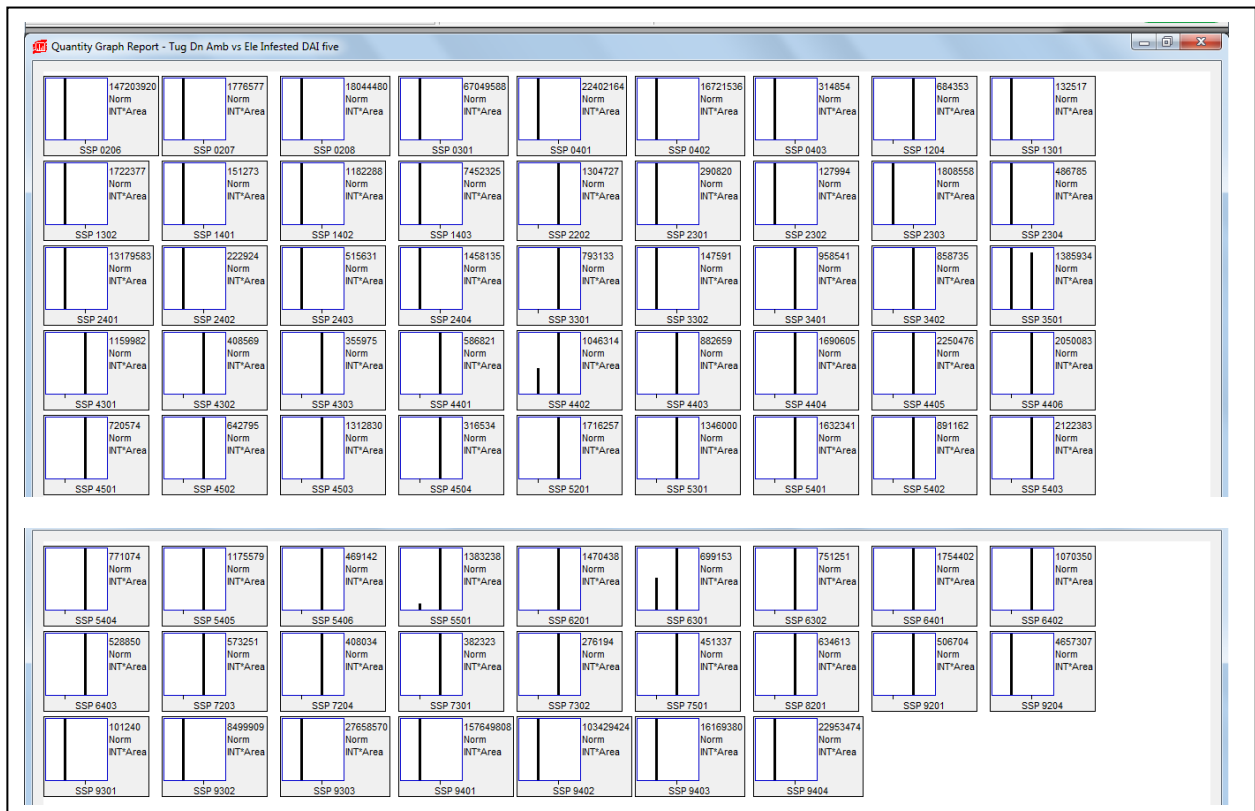 Quantity Graph Report - Tug Dn Amb vs Ele Infested DAI five
147203920 1776577 18044480 67049588 22402164 16721536 314854 684353 132517
Norm Norm Norm Norm Norm Norm Norm Norm Norm
INT*Area INT*Area INT*Area INT*Area INT*Area INT*Area INT*Area INT*Area INT*Area
SSP 0206 SSP 0207 SSP 0208 SSP 0301 SSP 0401 SSP 0402 SSP 0403 SSP 1204 SSP 1301
1722377 151273 1182288 7452325 1304727 290820 127994 1808558 486785
Norm Norm Norm Norm Norm Norm Norm Norm Norm
INT*Area INT*Area INT*Area INT*Area INT*Area INT*Area INT*Area INT*Area INT*Area
SSP 1302 SSP 1401 SSP 1402 SSP 1403 SSP 2202 SSP 2301 SSP 2302 SSP 2303 SSP 2304
13179583 222924 515631 1458135 793133 147591 958541 858735 1385934
Norm Norm Norm Norm Norm Norm Norm Norm Norm
INT*Area INT*Area INT*Area INT*Area INT*Area INT*Area INT*Area INT*Area INT*Area
SSP 2401 SSP 2402 SSP 2403 SSP 2404 SSP 3301 SSP 3302 SSP 3401 SSP 3402 SSP 3501
1159982 408569 355975 586821 1046314 882659 1690605 2250476 2050083
Norm Norm Norm Norm Norm Norm Norm Norm Norm
INT*Area INT*Area INT*Area INT*Area INT*Area INT*Area INT*Area INT*Area INT*Area
SSP 4301 SSP 4302 SSP 4303 SSP 4401 SSP 4402 SSP 4403 SSP 4404 SSP 4405 SSP 4406
720574 642795 1312830 316534 1716257 1346000 1632341 891162 2122383
Norm Norm Norm Norm Norm Norm Norm Norm Norm
INT*Area INT*Area INT*Area INT*Area INT*Area INT*Area INT*Area INT*Area INT*Area
SSP 4501 SSP 4502 SSP 4503 SSP 4504 SSP 5201 SSP 5301 SSP 5401 SSP 5402 SSP 5403
771074 1175579 469142 1383238 1470438 699153 751251 1754402 1070350
Norm Norm Norm Norm Norm Norm Norm Norm Norm
INT*Area INT*Area INT*Area INT*Area INT*Area INT*Area INT*Area INT*Area INT*Area
SSP 5404 SSP 5405 SSP 5406 SSP 5501 SSP 6201 SSP 6301 SSP 6302 SSP 6401 SSP 6402
528850 573251 408034 382323 276194 451337 634613 506704 4657307
Norm Norm Norm Norm Norm Norm Norm Norm Norm
INT*Area INT*Area INT*Area INT*Area INT*Area INT*Area INT*Area INT*Area INT*Area
SSP 6403 SSP 7203 SSP 7204 SSP 7301 SSP 7302 SSP 7501 SSP 8201 SSP 9201 SSP 9204
101240 8499909 27658570 157649808 103429424 16169380 22953474
Norm Norm Norm Norm Norm Norm Norm
INT*Area INT*Area INT*Area INT*Area INT*Area INT*Area INT*Area
SSP 9301 SSP 9302 SSP 9303 SSP 9401 SSP 9402 SSP 9403 SSP 9404